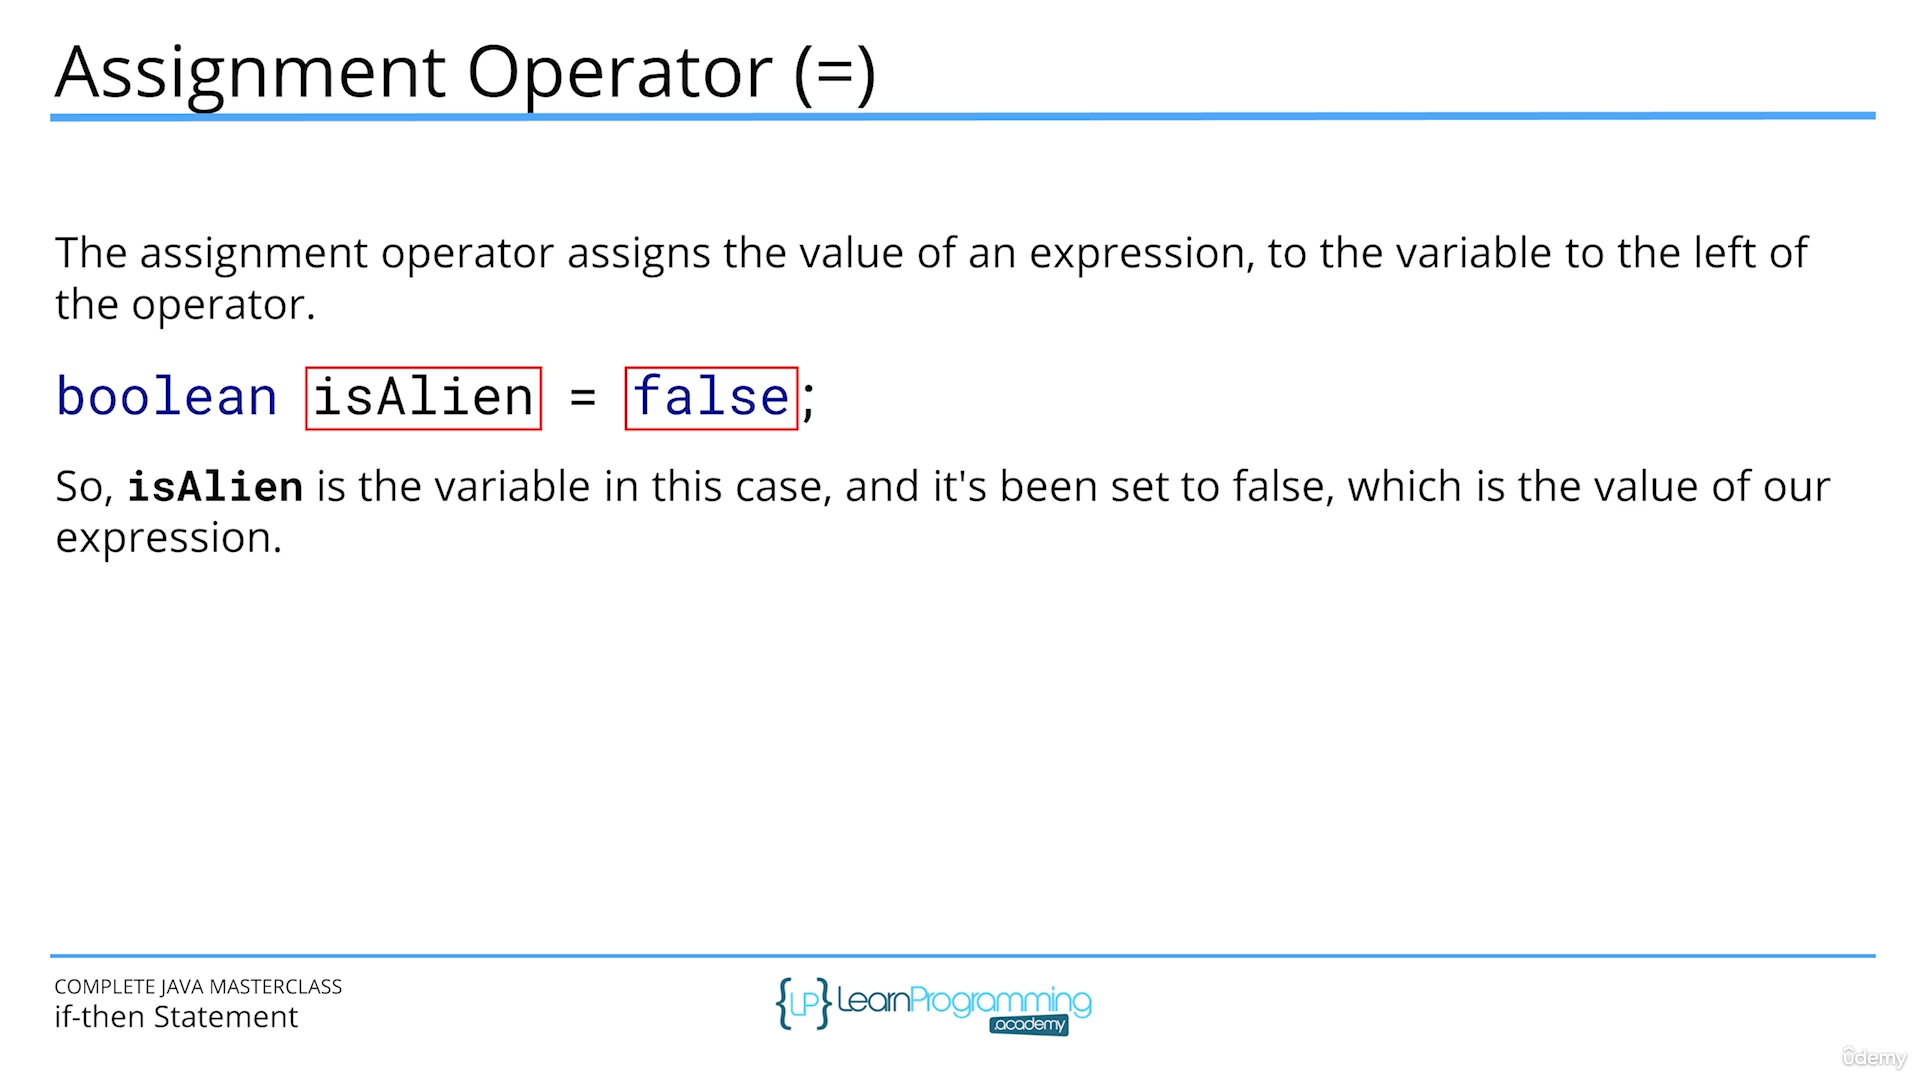 Assignment Operator (=)
The assignment operator assigns the value of an expression, to the variable to the left of
the operator.
boolean isAlien = false;
So, isAlien is the variable in this case, and it's been set to false, which is the value of our
expression.
COMPLETE JAVA MASTERCLASS
if-then Statement
{LP} LearnProgramming
.academy
ûdemy